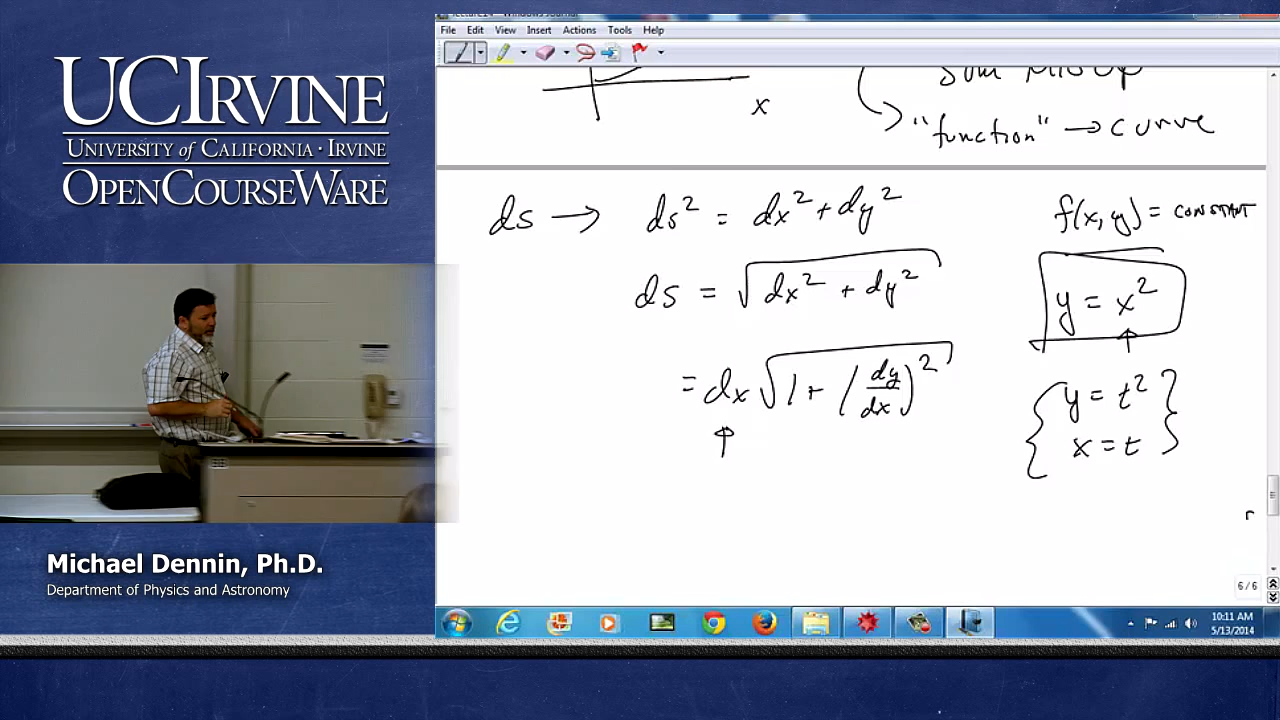 UCIRVINE
UNIVERSITY of CALIFORNIA · IRVINE
OPENCOURSEWARE
Michael Dennin, Ph.D.
Department of Physics and Astronomy
File Edit View Insert Actions Tools Help
x
"function" → curve
ds → ds² = dx² + dy²
f(x, y) = CONSTANT
ds = √(dx² + dy²)
y = x²
= dx √(1 + (dy/dx)²)
y = t²
x = t
6 / 6
10:11 AM
5/13/2014